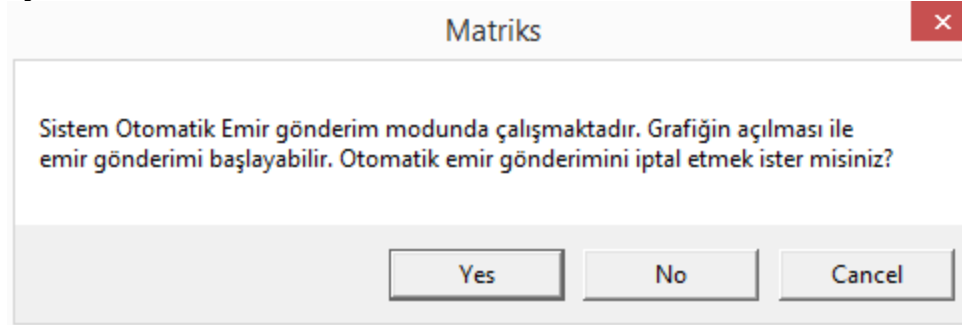 Matriks
Sistem Otomatik Emir gönderim modunda çalışmaktadır. Grafiğin açılması ile
emir gönderimi başlayabilir. Otomatik emir gönderimini iptal etmek ister misiniz?
Yes No Cancel